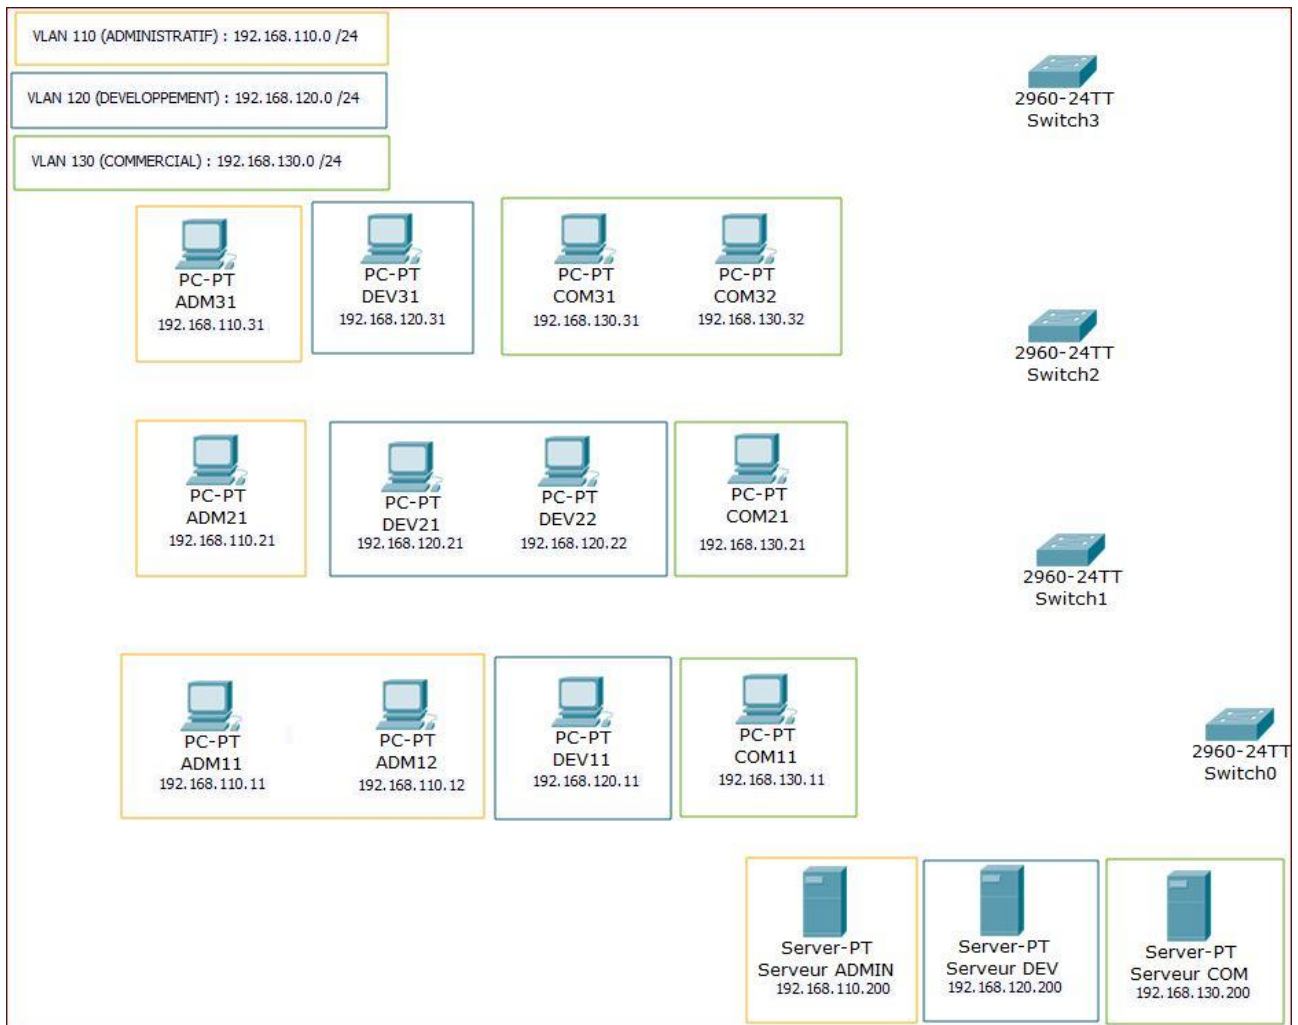 VLAN 110 (ADMINISTRATIF) : 192.168.110.0 /24
VLAN 120 (DEVELOPPEMENT) : 192.168.120.0 /24
VLAN 130 (COMMERCIAL) : 192.168.130.0 /24
2960-24TT
Switch3
PC-PT
ADM31
192.168.110.31
PC-PT
DEV31
192.168.120.31
PC-PT
COM31
192.168.130.31
PC-PT
COM32
192.168.130.32
2960-24TT
Switch2
PC-PT
ADM21
192.168.110.21
PC-PT
DEV21
192.168.120.21
PC-PT
DEV22
192.168.120.22
PC-PT
COM21
192.168.130.21
2960-24TT
Switch1
PC-PT
ADM11
192.168.110.11
PC-PT
ADM12
192.168.110.12
PC-PT
DEV11
192.168.120.11
PC-PT
COM11
192.168.130.11
2960-24TT
Switch0
Server-PT
Serveur ADMIN
192.168.110.200
Server-PT
Serveur DEV
192.168.120.200
Server-PT
Serveur COM
192.168.130.200